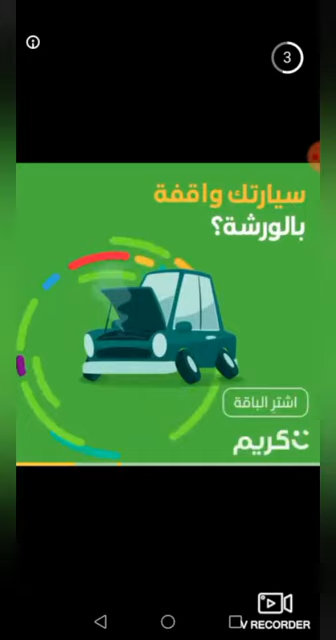 3
سيارتك واقفة
بالورشة؟
اشترِ الباقة
كريم
V RECORDER